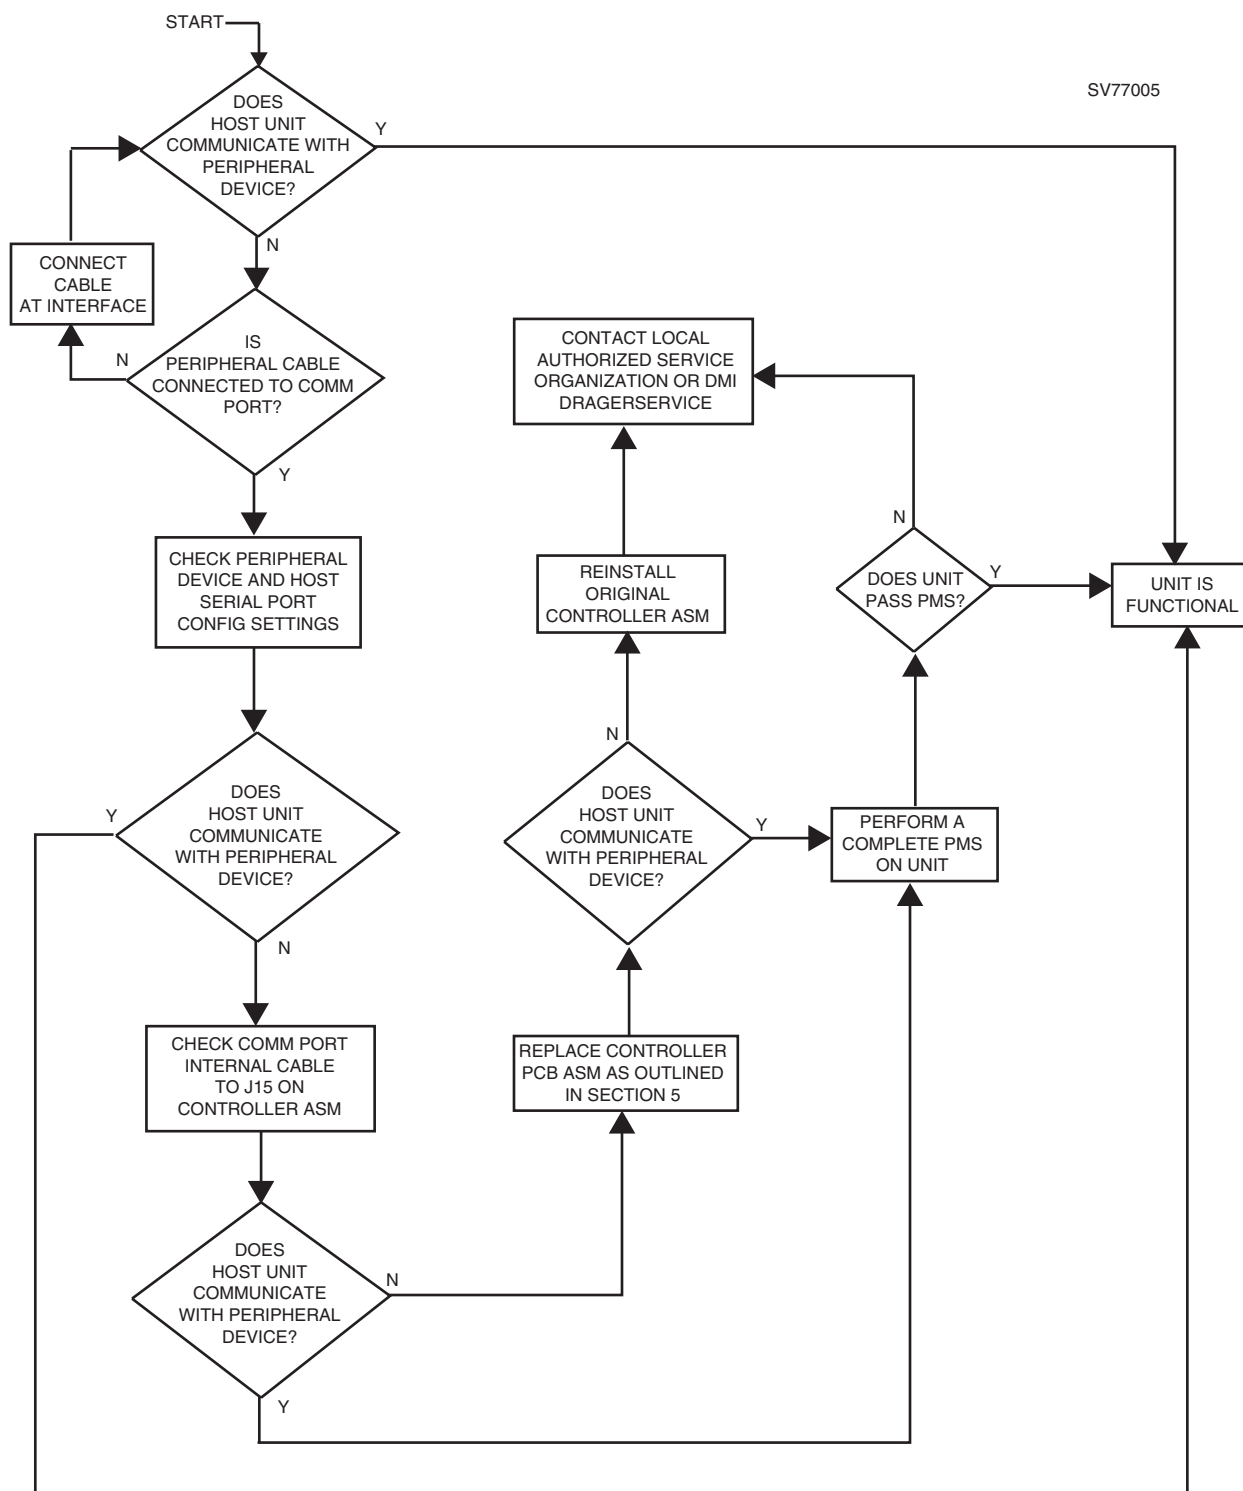 START
SV77005
DOES
HOST UNIT
COMMUNICATE WITH
PERIPHERAL
DEVICE?
Y
N
CONNECT
CABLE
AT INTERFACE
IS
PERIPHERAL CABLE
CONNECTED TO COMM
PORT?
N
Y
CHECK PERIPHERAL
DEVICE AND HOST
SERIAL PORT
CONFIG SETTINGS
DOES
HOST UNIT
COMMUNICATE
WITH PERIPHERAL
DEVICE?
Y
N
CHECK COMM PORT
INTERNAL CABLE
TO J15 ON
CONTROLLER ASM
DOES
HOST UNIT
COMMUNICATE
WITH PERIPHERAL
DEVICE?
N
Y
REPLACE CONTROLLER
PCB ASM AS OUTLINED
IN SECTION 5
DOES
HOST UNIT
COMMUNICATE
WITH PERIPHERAL
DEVICE?
N
Y
REINSTALL
ORIGINAL
CONTROLLER ASM
CONTACT LOCAL
AUTHORIZED SERVICE
ORGANIZATION OR DMI
DRAGERSERVICE
PERFORM A
COMPLETE PMS
ON UNIT
DOES UNIT
PASS PMS?
N
Y
UNIT IS
FUNCTIONAL